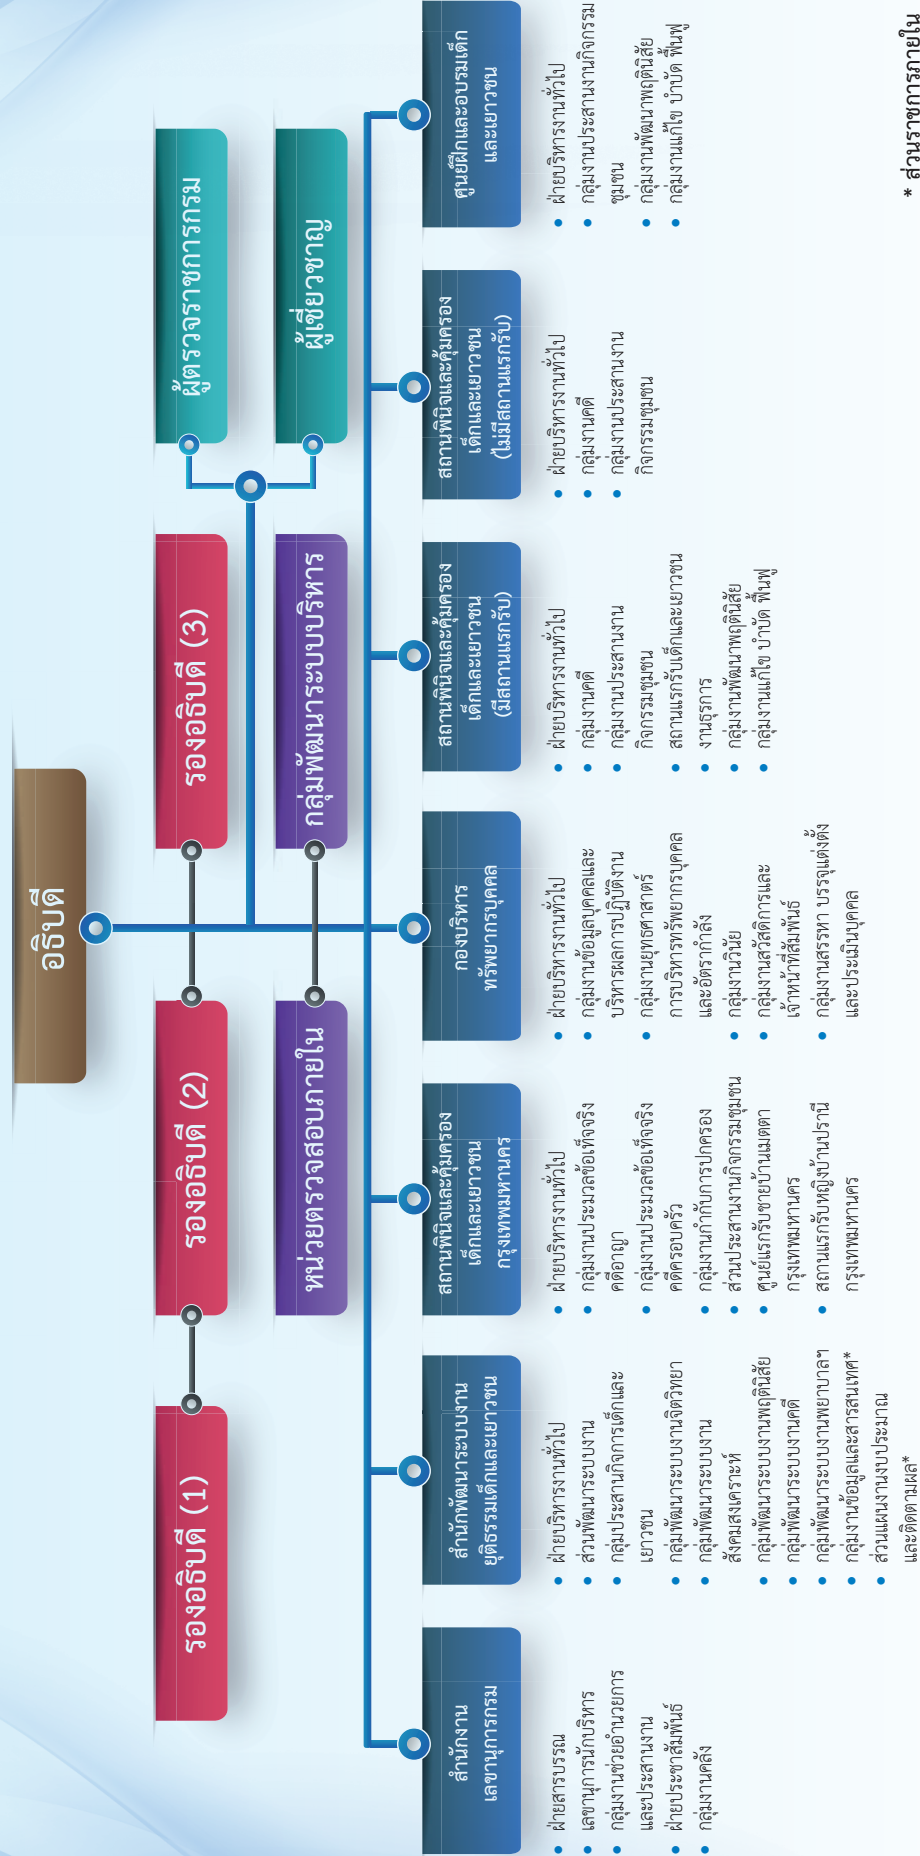 อธิบดี
รองอธิบดี (1)
รองอธิบดี (2)
รองอธิบดี (3)
ผู้ตรวจราชการกรม
หน่วยตรวจสอบภายใน
กลุ่มพัฒนาระบบบริหาร
ผู้เชี่ยวชาญ
สำนักงาน
เลขานุการกรม
• ฝ่ายสารบรรณ
• เลขานุการนักบริหาร
• กลุ่มงานช่วยอำนวยการ
และประสานงาน
• ฝ่ายประชาสัมพันธ์
• กลุ่มงานคลัง
สำนักพัฒนาระบบงาน
ยุติธรรมเด็กและเยาวชน
• ฝ่ายบริหารงานทั่วไป
• ส่วนพัฒนาระบบงาน
• กลุ่มประสานกิจการเด็กและ
เยาวชน
• กลุ่มพัฒนาระบบงานจิตวิทยา
• กลุ่มพัฒนาระบบงาน
สังคมสงเคราะห์
• กลุ่มพัฒนาระบบงานพฤตินิสัย
• กลุ่มพัฒนาระบบงานคดี
• กลุ่มพัฒนาระบบงานพยาบาลฯ
• กลุ่มงานข้อมูลและสารสนเทศ*
• ส่วนแผนงานงบประมาณ
และติดตามผล*
สถานพินิจและคุ้มครอง
เด็กและเยาวชน
กรุงเทพมหานคร
• ฝ่ายบริหารงานทั่วไป
• กลุ่มงานประมวลข้อเท็จจริง
คดีอาญา
• กลุ่มงานประมวลข้อเท็จจริง
คดีครอบครัว
• กลุ่มงานกำกับการปกครอง
• ส่วนประสานงานกิจกรรมชุมชน
• ศูนย์แรกรับชายบ้านเมตตา
กรุงเทพมหานคร
• สถานแรกรับหญิงบ้านปรานี
กรุงเทพมหานคร
กองบริหาร
ทรัพยากรบุคคล
• ฝ่ายบริหารงานทั่วไป
• กลุ่มงานข้อมูลบุคคลและ
บริหารผลการปฏิบัติงาน
• กลุ่มงานยุทธศาสตร์
การบริหารทรัพยากรบุคคล
และอัตรากำลัง
• กลุ่มงานวินัย
• กลุ่มงานสวัสดิการและ
เจ้าหน้าที่สัมพันธ์
• กลุ่มงานสรรหา บรรจุแต่งตั้ง
และประเมินบุคคล
สถานพินิจและคุ้มครอง
เด็กและเยาวชน
(มีสถานแรกรับ)
• ฝ่ายบริหารงานทั่วไป
• กลุ่มงานคดี
• กลุ่มงานประสานงาน
กิจกรรมชุมชน
• สถานแรกรับเด็กและเยาวชน
• งานธุรการ
• กลุ่มงานพัฒนาพฤตินิสัย
• กลุ่มงานแก้ไข บำบัด ฟื้นฟู
สถานพินิจและคุ้มครอง
เด็กและเยาวชน
(ไม่มีสถานแรกรับ)
• ฝ่ายบริหารงานทั่วไป
• กลุ่มงานคดี
• กลุ่มงานประสานงาน
กิจกรรมชุมชน
ศูนย์ฝึกและอบรมเด็ก
และเยาวชน
• ฝ่ายบริหารงานทั่วไป
• กลุ่มงานประสานงานกิจกรรม
ชุมชน
• กลุ่มงานพัฒนาพฤตินิสัย
• กลุ่มงานแก้ไข บำบัด ฟื้นฟู
* ส่วนราชการภายใน